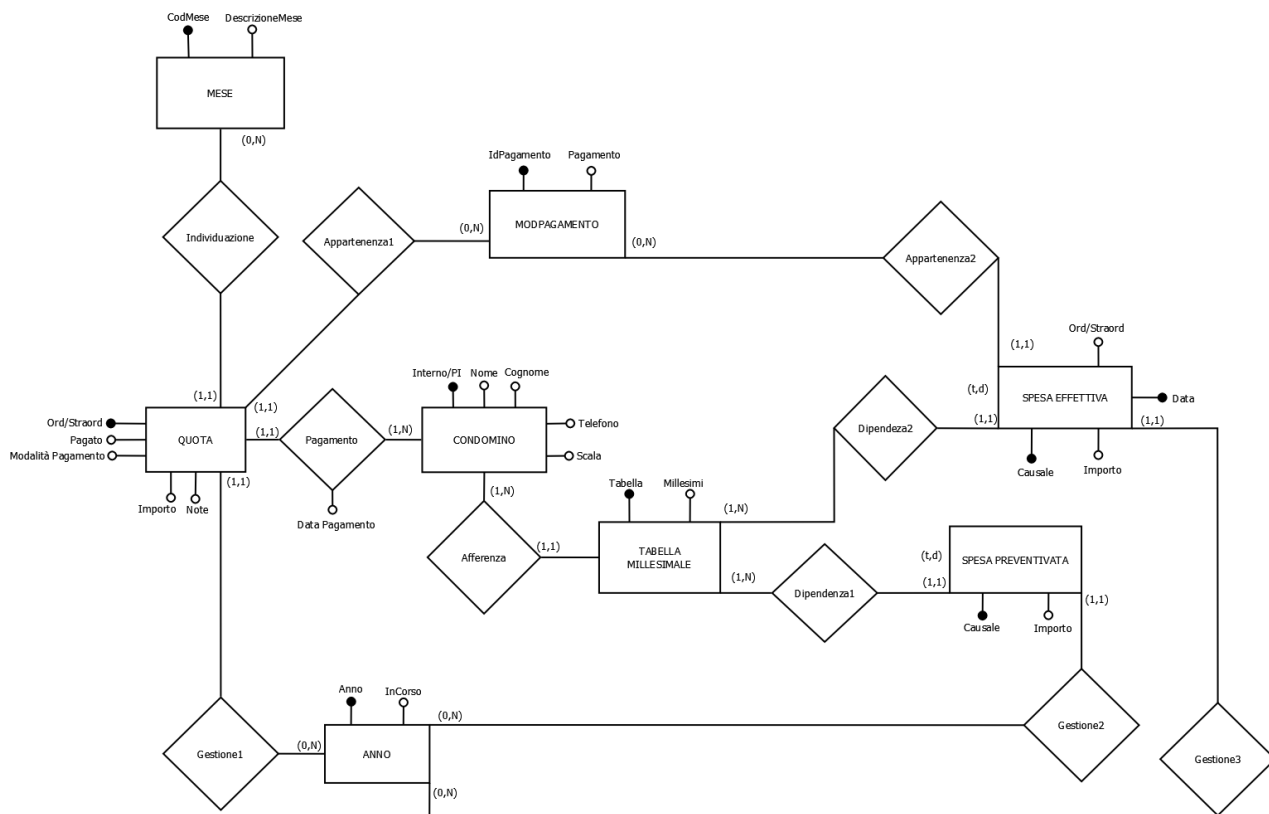 CodMese
DescrizioneMese
MESE
(0,N)
IdPagamento
Pagamento
MODPAGAMENTO
(0,N)
(0,N)
Individuazione
Appartenenza1
Appartenenza2
Ord/Straord
(1,1)
Interno/PI
Nome
Cognome
(t,d)
SPESA EFFETTIVA
Data
(1,1)
(1,1)
Ord/Straord
Pagato
Modalità Pagamento
QUOTA
(1,1)
Pagamento
(1,N)
CONDOMINO
Telefono
Scala
Dipendeza2
(1,1)
(1,1)
Causale
Importo
(1,1)
Importo
Note
Data Pagamento
(1,N)
Tabella
Millesimi
(1,N)
Afferenza
(1,1)
TABELLA
MILLESIMALE
(1,N)
Dipendenza1
(t,d)
(1,1)
SPESA PREVENTIVATA
(1,1)
Causale
Importo
Anno
InCorso
(0,N)
Gestione1
(0,N)
ANNO
(0,N)
Gestione2
Gestione3